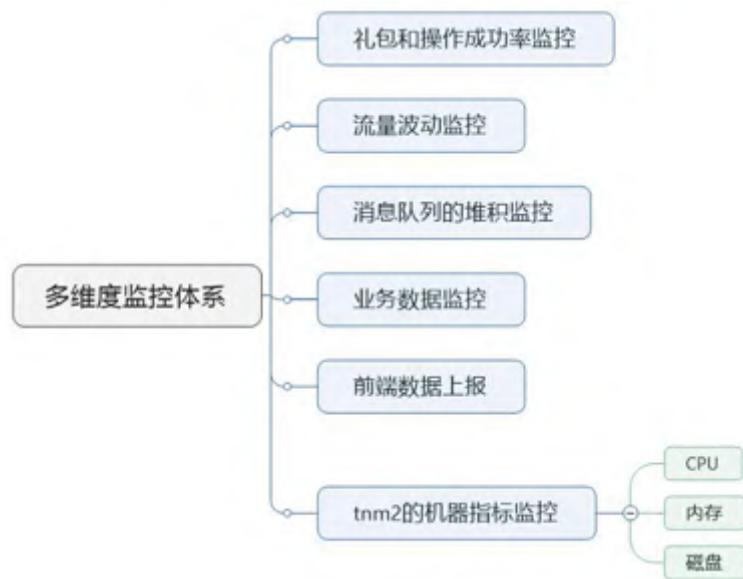 礼包和操作成功率监控
流量波动监控
消息队列的堆积监控
多维度监控体系
业务数据监控
前端数据上报
CPU
tnm2的机器指标监控
内存
磁盘